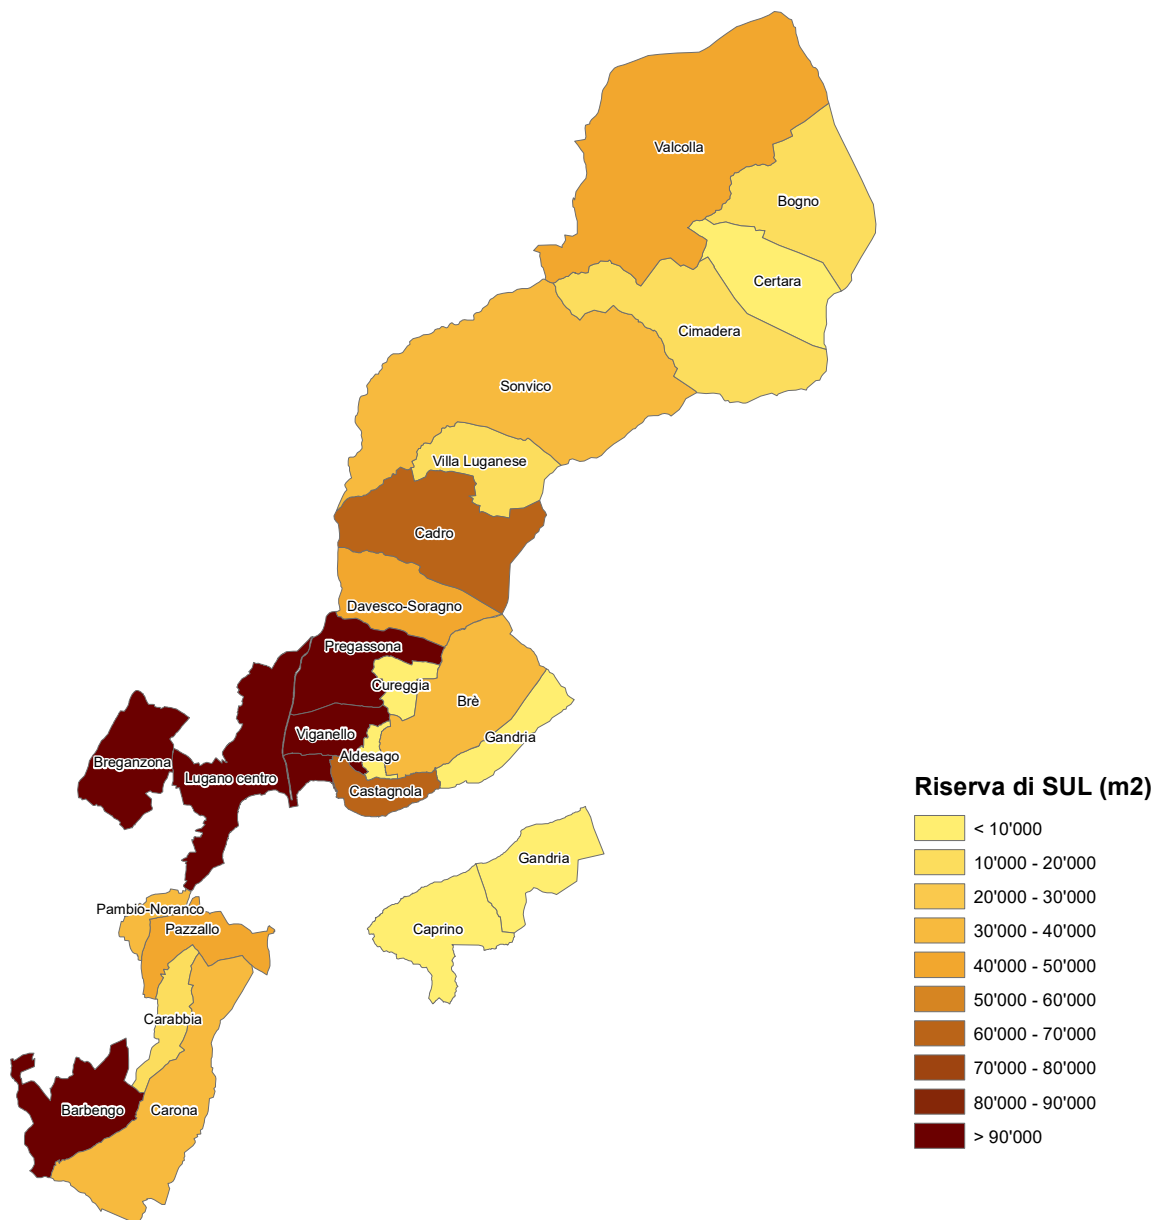 Valcolla
Bogno
Certara
Cimadera
Sonvico
Villa Luganese
Cadro
Davesco-Soragno
Pregassona
Cureggia
Brè
Viganello
Gandria
Aldesago
Breganzona
Lugano centro
Castagnola
Riserva di SUL (m2)
< 10'000
10'000 - 20'000
20'000 - 30'000
30'000 - 40'000
40'000 - 50'000
50'000 - 60'000
60'000 - 70'000
70'000 - 80'000
80'000 - 90'000
> 90'000
Gandria
Pambio-Noranco
Pazzallo
Caprino
Carabbia
Barbengo
Carona